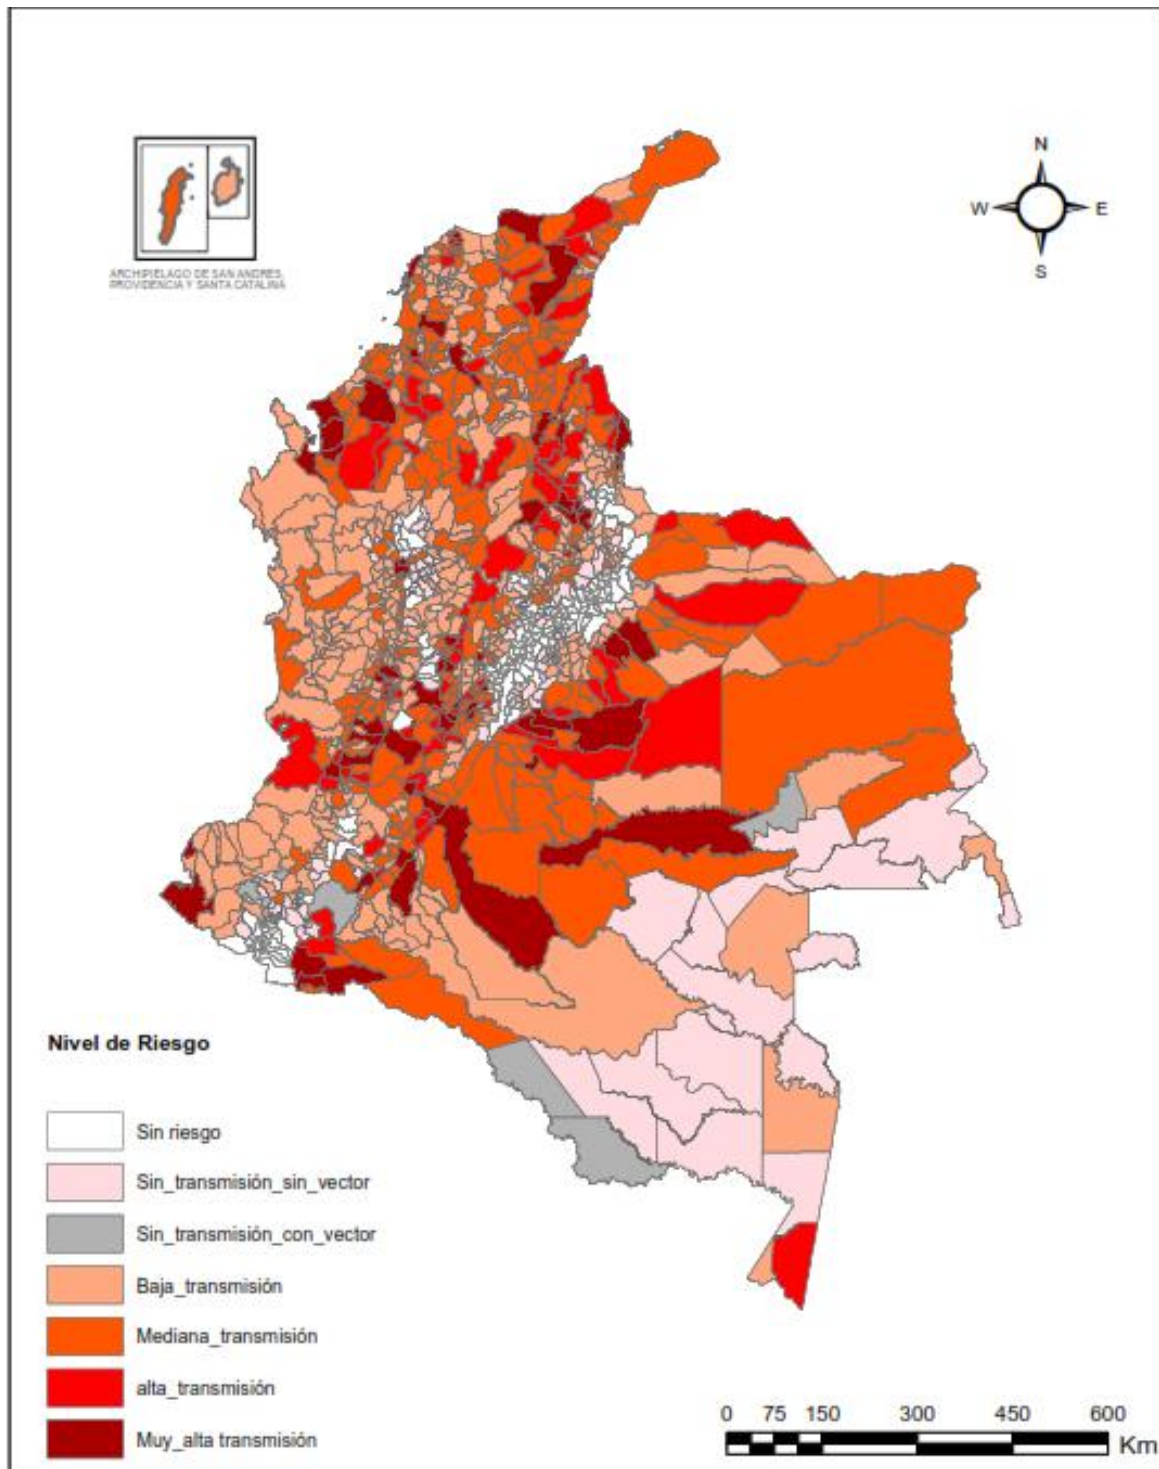 N
W
E
S
ARCHIPIELAGO DE SAN ANDRES,
PROVIDENCIA Y SANTA CATALINA
Nivel de Riesgo
Sin riesgo
Sin_transmisión_sin_vector
Sin_transmisión_con_vector
Baja_transmisión
Mediana_transmisión
alta_transmisión
Muy_alta transmisión
0 75 150 300 450 600
Km